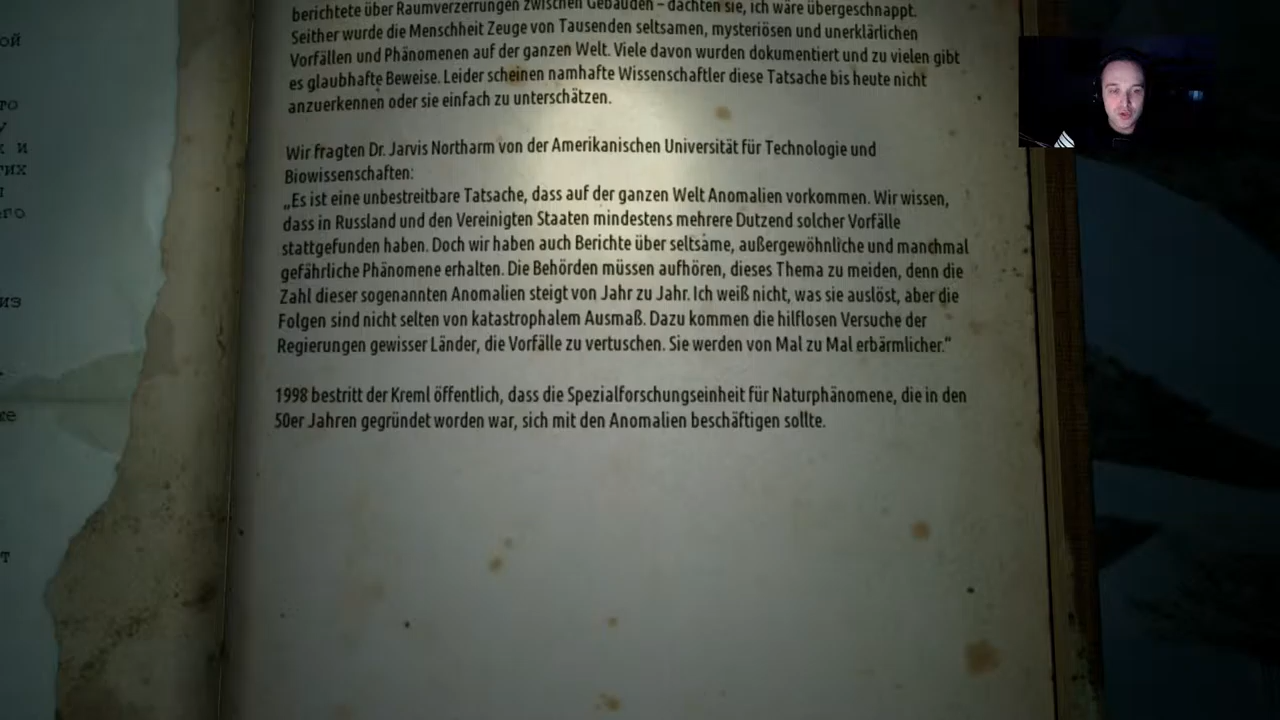 berichtete über Raumverzerrungen zwischen Gebäuden – dachten sie, ich wäre übergeschnappt.
Seither wurde die Menschheit Zeuge von Tausenden seltsamen, mysteriösen und unerklärlichen
Vorfällen und Phänomenen auf der ganzen Welt. Viele davon wurden dokumentiert und zu vielen gibt
es glaubhafte Beweise. Leider scheinen namhafte Wissenschaftler diese Tatsache bis heute nicht
anzuerkennen oder sie einfach zu unterschätzen.
Wir fragten Dr. Jarvis Northarm von der Amerikanischen Universität für Technologie und
Biowissenschaften:
„Es ist eine unbestreitbare Tatsache, dass auf der ganzen Welt Anomalien vorkommen. Wir wissen,
dass in Russland und den Vereinigten Staaten mindestens mehrere Dutzend solcher Vorfälle
stattgefunden haben. Doch wir haben auch Berichte über seltsame, außergewöhnliche und manchmal
gefährliche Phänomene erhalten. Die Behörden müssen aufhören, dieses Thema zu meiden, denn die
Zahl dieser sogenannten Anomalien steigt von Jahr zu Jahr. Ich weiß nicht, was sie auslöst, aber die
Folgen sind nicht selten von katastrophalem Ausmaß. Dazu kommen die hilflosen Versuche der
Regierungen gewisser Länder, die Vorfälle zu vertuschen. Sie werden von Mal zu Mal erbärmlicher.“
1998 bestritt der Kreml öffentlich, dass die Spezialforschungseinheit für Naturphänomene, die in den
50er Jahren gegründet worden war, sich mit den Anomalien beschäftigen sollte.